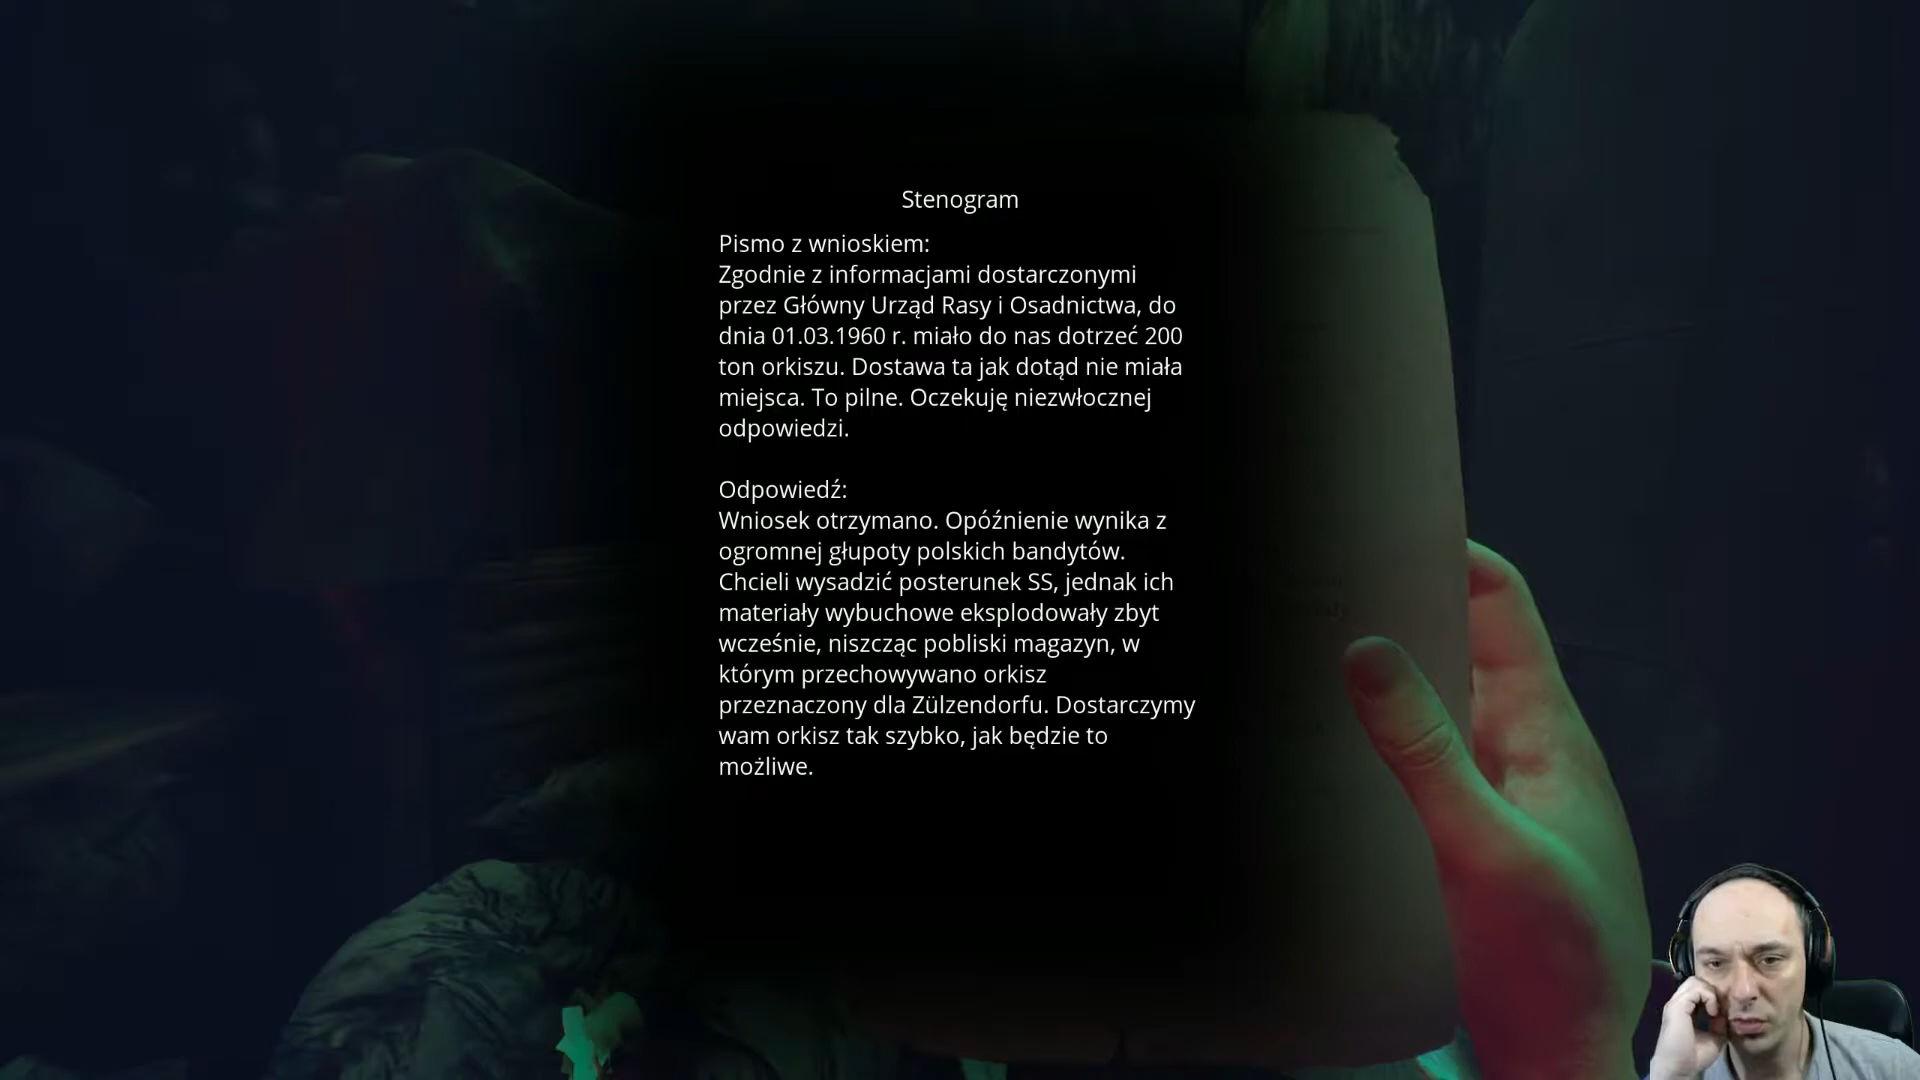 Stenogram
Pismo z wnioskiem:
Zgodnie z informacjami dostarczonymi
przez Główny Urząd Rasy i Osadnictwa, do
dnia 01.03.1960 r. miało do nas dotrzeć 200
ton orkiszu. Dostawa ta jak dotąd nie miała
miejsca. To pilne. Oczekuję niezwłocznej
odpowiedzi.
Odpowiedź:
Wniosek otrzymano. Opóźnienie wynika z
ogromnej głupoty polskich bandytów.
Chcieli wysadzić posterunek SS, jednak ich
materiały wybuchowe eksplodowały zbyt
wcześnie, niszcząc pobliski magazyn, w
którym przechowywano orkisz
przeznaczony dla Zülzendorfu. Dostarczymy
wam orkisz tak szybko, jak będzie to
możliwe.